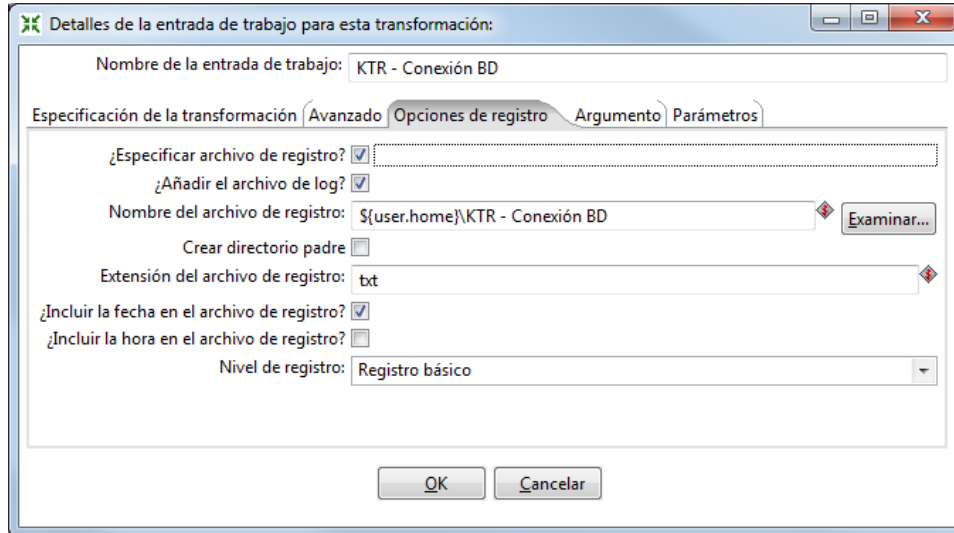 Detalles de la entrada de trabajo para esta transformación:
Nombre de la entrada de trabajo: KTR - Conexión BD
Especificación de la transformación Avanzado Opciones de registro Argumento Parámetros
¿Especificar archivo de registro?
¿Añadir el archivo de log?
Nombre del archivo de registro: ${user.home}\KTR - Conexión BD Examinar...
Crear directorio padre
Extensión del archivo de registro: txt
¿Incluir la fecha en el archivo de registro?
¿Incluir la hora en el archivo de registro?
Nivel de registro: Registro básico
OK Cancelar